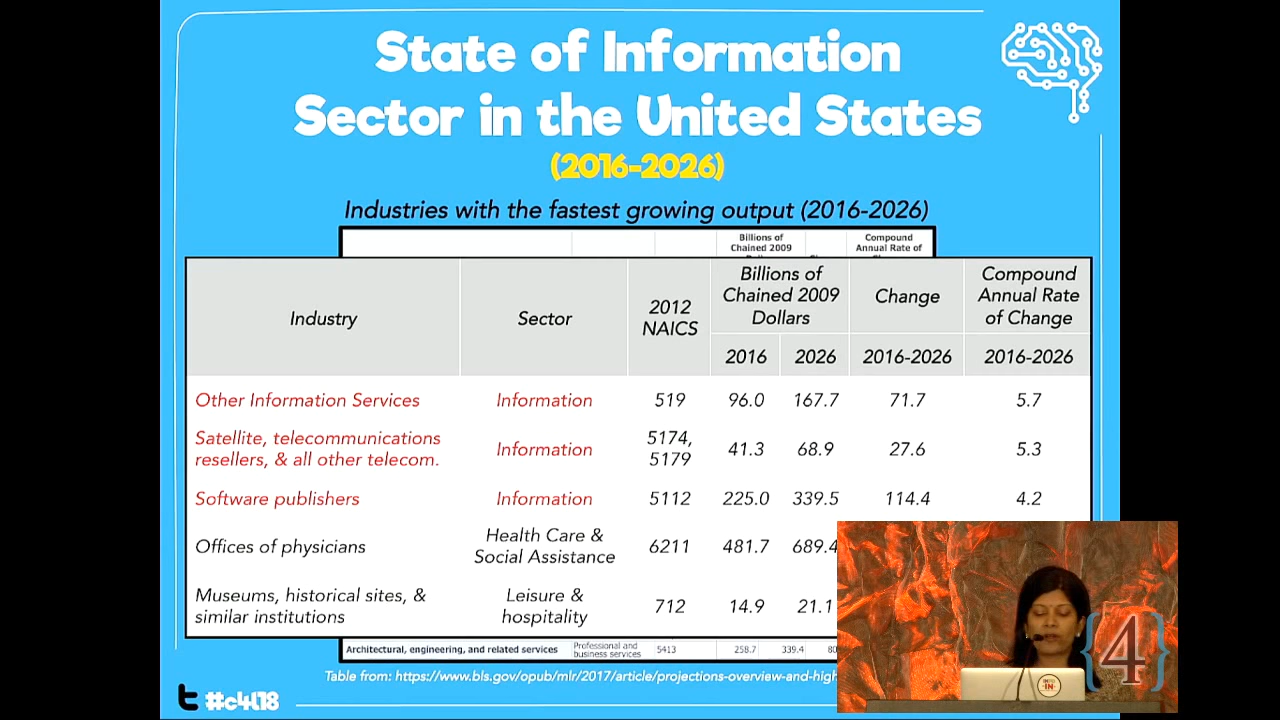 State of Information
Sector in the United States
(2016-2026)
Industries with the fastest growing output (2016-2026)
Billions of
Chained 2009
Compound
Annual Rate of
Industry
Sector
2012
NAICS
Billions of
Chained 2009
Dollars
Change
Compound
Annual Rate
of Change
2016 2026 2016-2026 2016-2026
Other Information Services Information 519 96.0 167.7 71.7 5.7
Satellite, telecommunications
resellers, & all other telecom. Information 5174,
5179 41.3 68.9 27.6 5.3
Software publishers Information 5112 225.0 339.5 114.4 4.2
Offices of physicians Health Care &
Social Assistance 6211 481.7 689.4
Museums, historical sites, &
similar institutions Leisure &
hospitality 712 14.9 21.1
Architectural, engineering, and related services Professional and
business services 5413 258.7 339.4 80
Table from: https://www.bls.gov/opub/mlr/2017/article/projections-overview-and-high
#c4l18
{4}